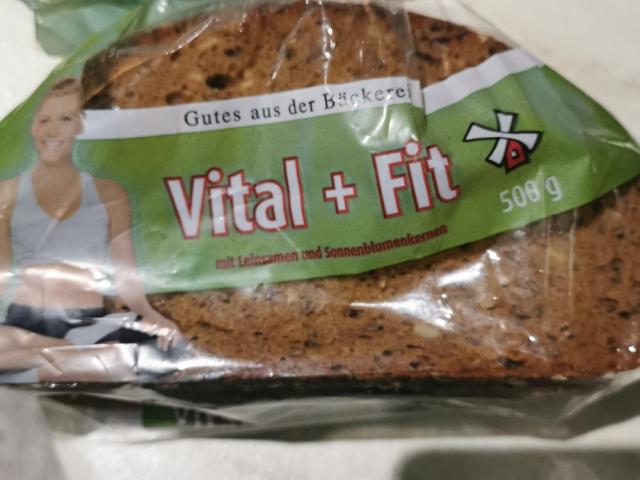 Gutes aus der Bäckerei
Vital + Fit
500 g
mit Leinsamen und Sonnenblumenkernen